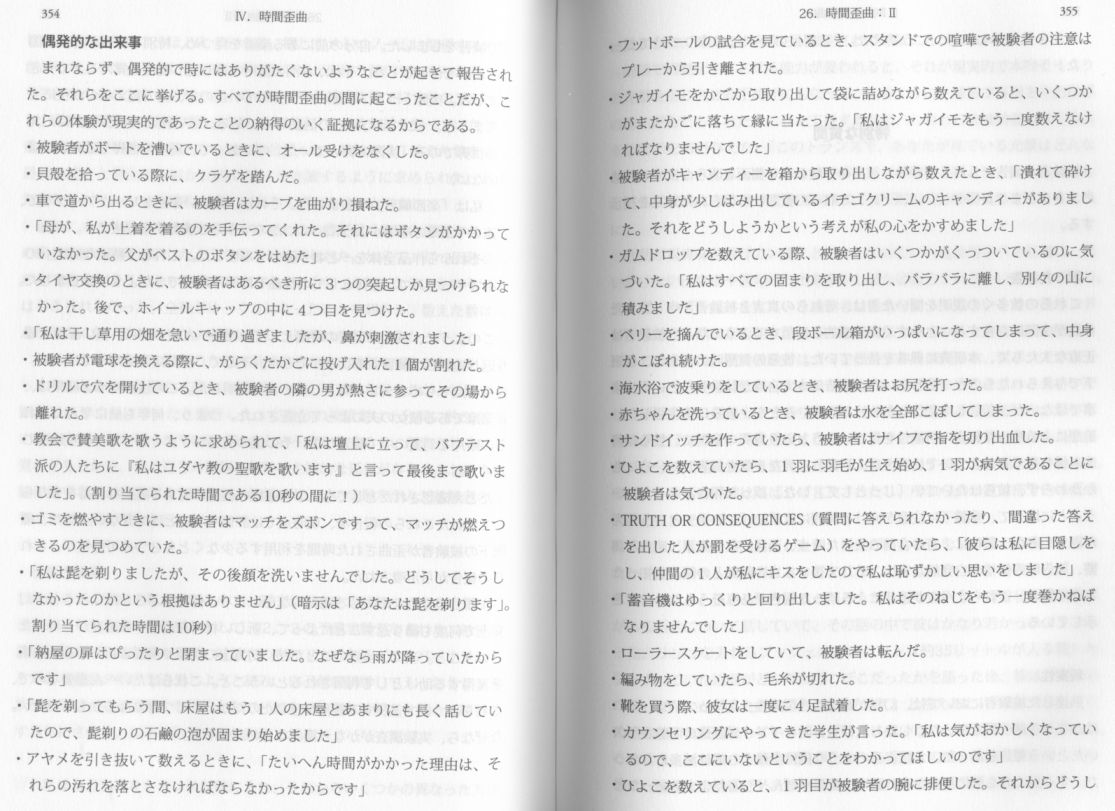 354
Ⅳ. 時間歪曲
偶発的な出来事
まれならず、偶発的で時にはありがたくないようなことが起きて報告され
た。それらをここに挙げる。すべてが時間歪曲の間に起こったことだが、こ
れらの体験が現実的であったことの納得のいく証拠になるからである。
・被験者がボートを漕いでいるときに、オール受けをなくした。
・貝殻を拾っている際に、クラゲを踏んだ。
・車で道から出るときに、被験者はカーブを曲がり損ねた。
・「母が、私が上着を着るのを手伝ってくれた。それにはボタンがかかって
いなかった。父がベストのボタンをはめた」
・タイヤ交換のときに、被験者はあるべき所に３つの突起しか見つけられな
かった。後で、ホイールキャップの中に４つ目を見つけた。
・「私は干し草用の畑を急いで通り過ぎましたが、鼻が刺激されました」
・被験者が電球を換える際に、がらくたかごに投げ入れた１個が割れた。
・ドリルで穴を開けているとき、被験者の隣の男が熱さに参ってその場から
離れた。
・教会で賛美歌を歌うように求められて、「私は壇上に立って、バプテスト
派の人たちに『私はユダヤ教の聖歌を歌います』と言って最後まで歌いま
した」。（割り当てられた時間である10秒の間に！）
・ゴミを燃やすときに、被験者はマッチをズボンですって、マッチが燃えつ
きるのを見つめていた。
・「私は髭を剃りましたが、その後顔を洗いませんでした。どうしてそうし
なかったのかという根拠はありません」（暗示は「あなたは髭を剃ります」。
割り当てられた時間は10秒）
・「納屋の扉はぴったりと閉まっていました。なぜなら雨が降っていたから
です」
・「髭を剃ってもらう間、床屋はもう１人の床屋とあまりにも長く話してい
たので、髭剃りの石鹸の泡が固まり始めました」
・アヤメを引き抜いて数えるときに、「たいへん時間がかかった理由は、そ
れらの汚れを落とさなければならなかったからです」
26. 時間歪曲：Ⅱ
355
・フットボールの試合を見ているとき、スタンドでの喧嘩で被験者の注意は
プレーから引き離された。
・ジャガイモをかごから取り出して袋に詰めながら数えていると、いくつか
がまたかごに落ちて縁に当たった。「私はジャガイモをもう一度数えなけ
ればなりませんでした」
・被験者がキャンディーを箱から取り出しながら数えたとき、「潰れて砕け
て、中身が少しはみ出しているイチゴクリームのキャンディーがありまし
た。それをどうしようかという考えが私の心をかすめました」
・ガムドロップを数えている際、被験者はいくつかがくっついているのに気
づいた。「私はすべての固まりを取り出し、バラバラに離し、別々の山に
積みました」
・ベリーを摘んでいるとき、段ボール箱がいっぱいになってしまって、中身
がこぼれ続けた。
・海水浴で波乗りをしているとき、被験者はお尻を打った。
・赤ちゃんを洗っているとき、被験者は水を全部こぼしてしまった。
・サンドイッチを作っていたら、被験者はナイフで指を切り出血した。
・ひよこを数えていたら、１羽に羽毛が生え始め、１羽が病気であることに
被験者は気づいた。
・TRUTH OR CONSEQUENCES（質問に答えられなかったり、間違った答え
を出した人が罰を受けるゲーム）をやっていたら、「彼らは私に目隠しを
し、仲間の１人が私にキスをしたので私は恥ずかしい思いをしました」
・「蓄音機はゆっくりと回り出しました。私はそのねじをもう一度巻かねば
なりませんでした」
・ローラースケートをしていて、被験者は転んだ。
・編み物をしていたら、毛糸が切れた。
・靴を買う際、彼女は一度に４足試着した。
・カウンセリングにやってきた学生が言った。「私は気がおかしくなってい
るので、ここにいないということをわかってほしいのです」
・ひよこを数えていると、１羽目が被験者の腕に排便した。それからどうし